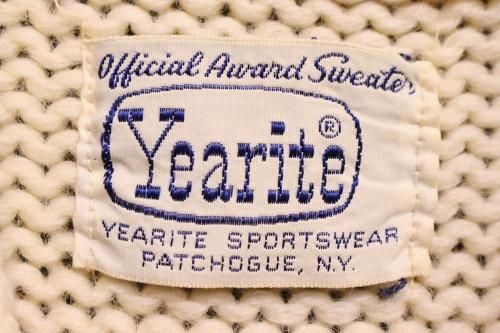 Official Award Sweater
Yearite®
YEARITE SPORTSWEAR
PATCHOGUE, N.Y.